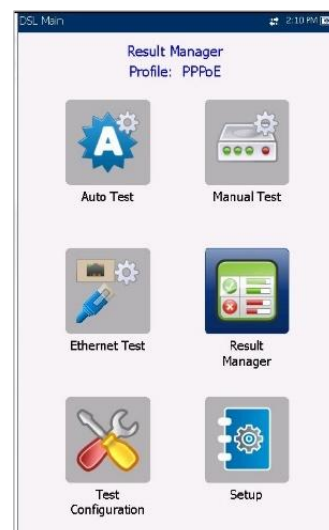 DSL Main
2:10 PM
Result Manager
Profile: PPPoE
A
Auto Test
Manual Test
Ethernet Test
Result
Manager
Test
Configuration
Setup